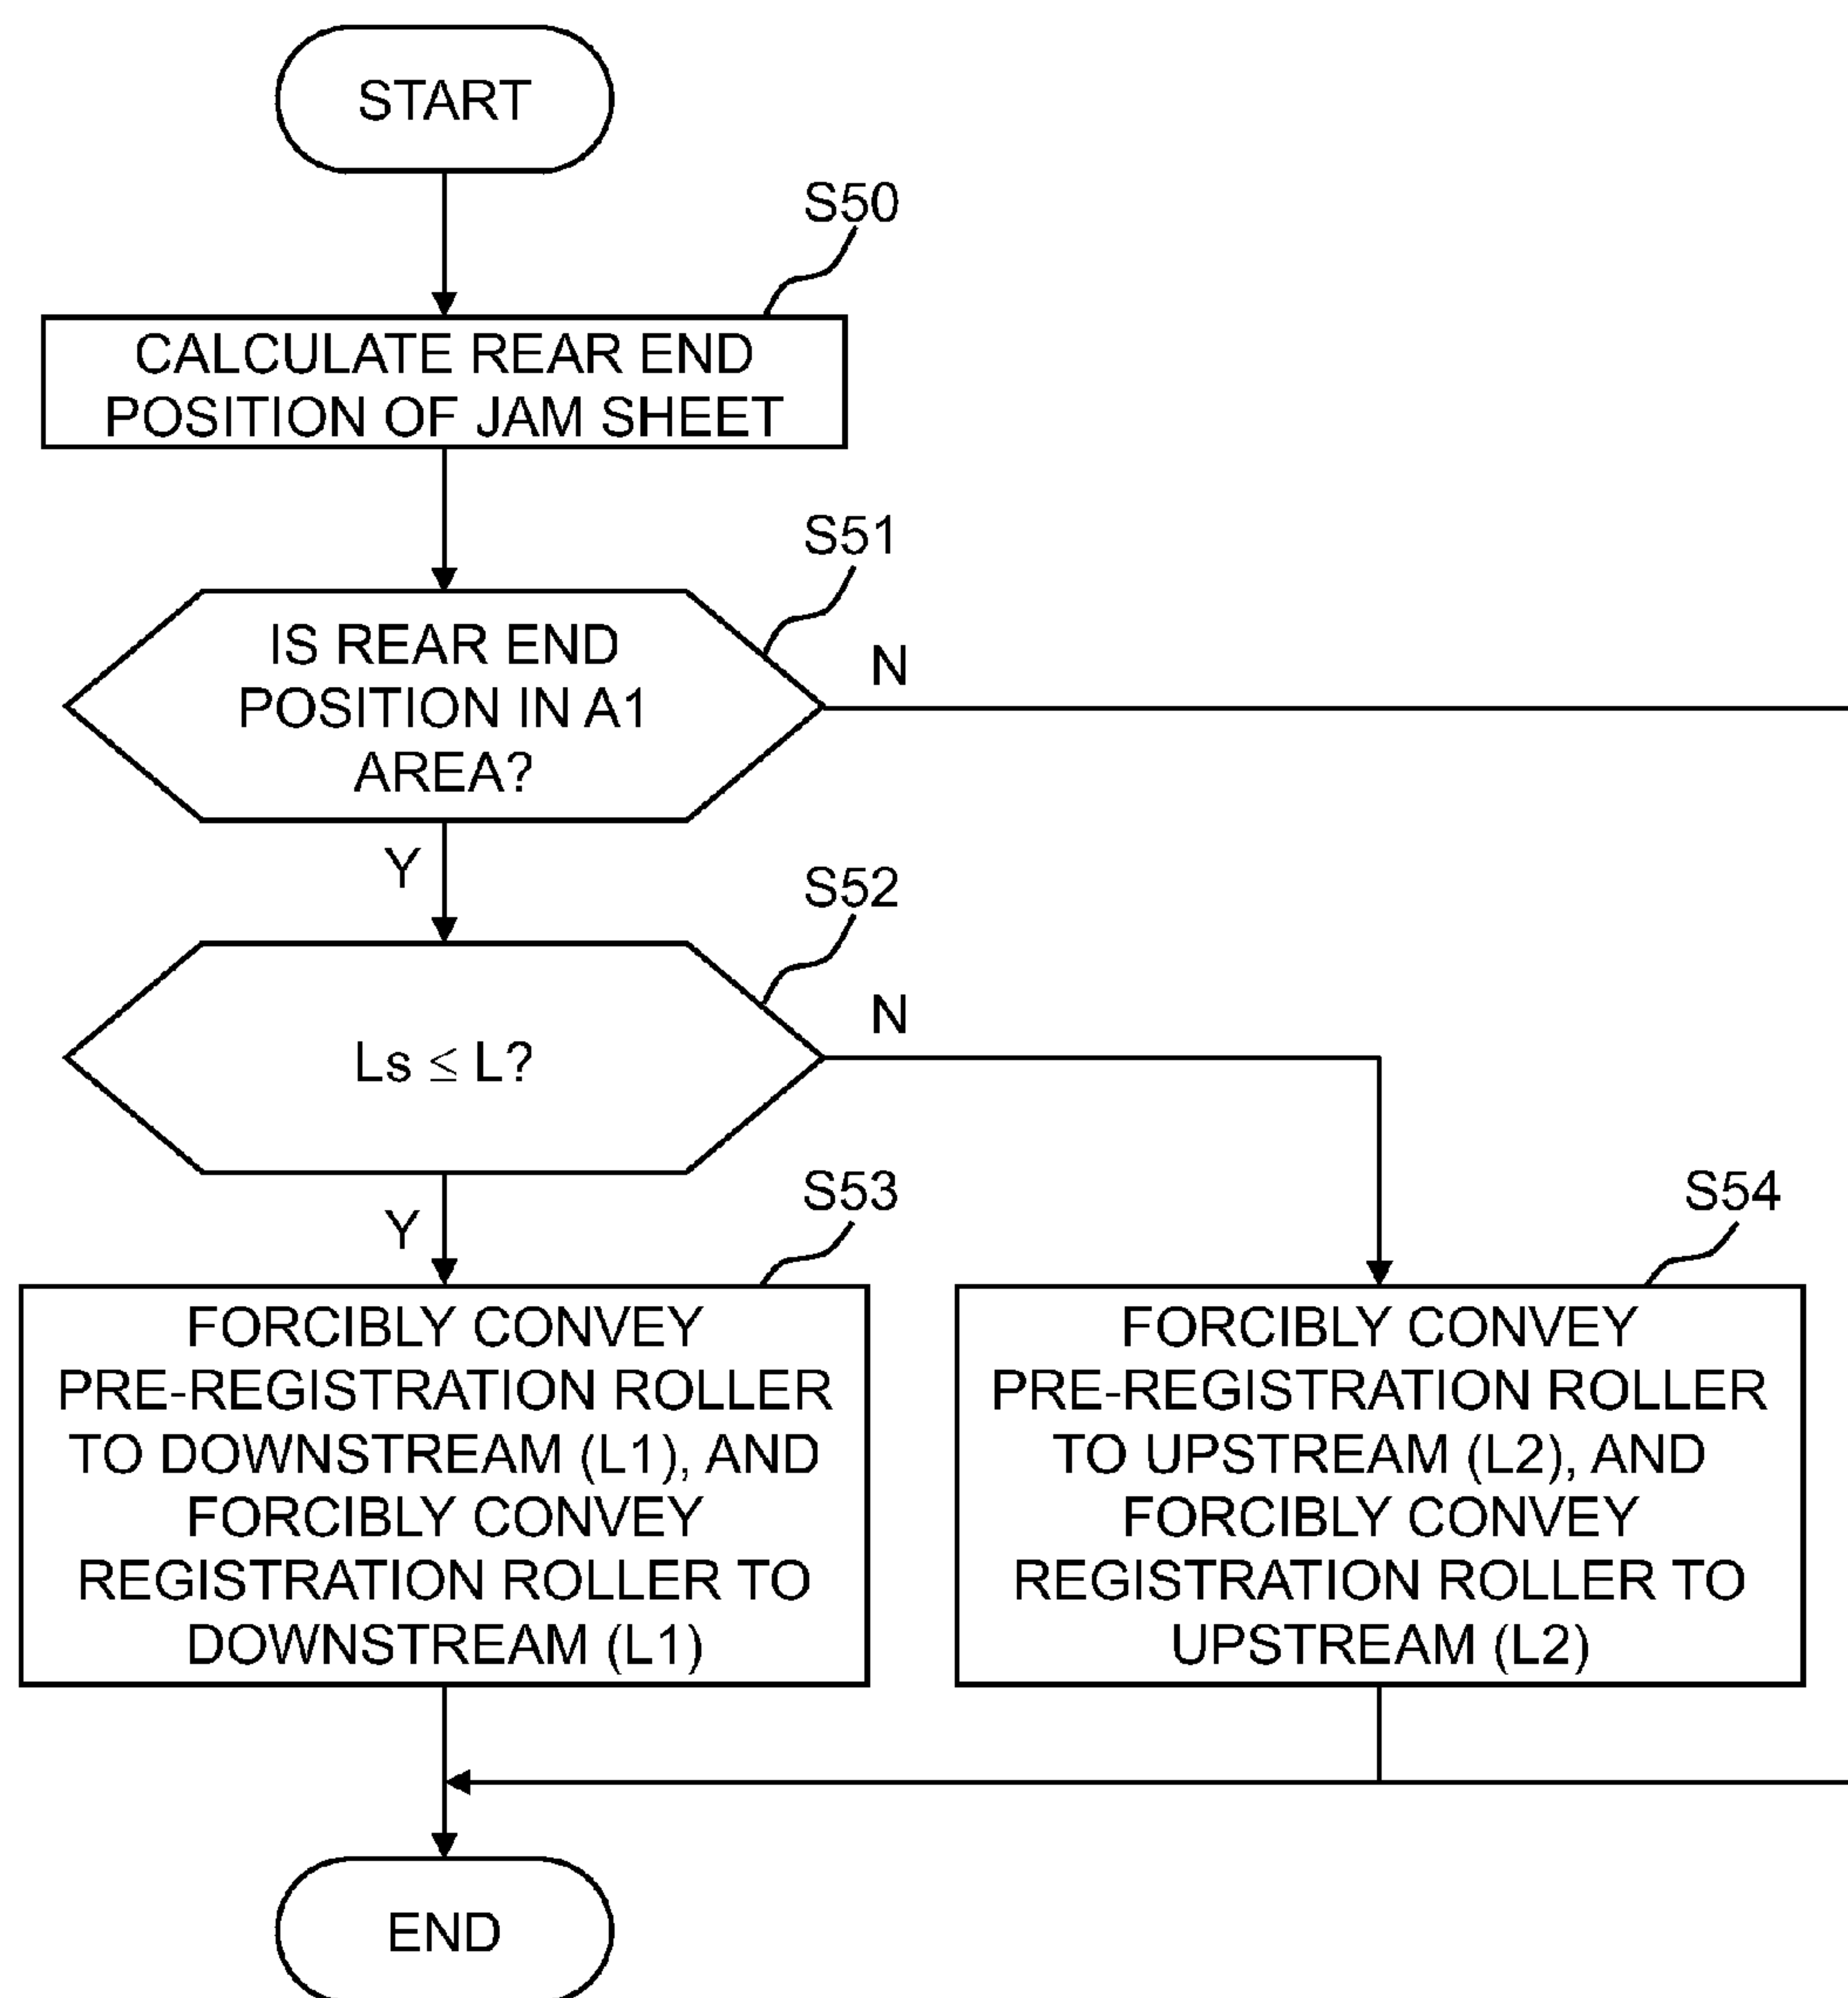 START
S50
CALCULATE REAR END
POSITION OF JAM SHEET
S51
IS REAR END
POSITION IN A1
AREA?
N
Y
S52
Ls ≤ L?
N
Y
S53
FORCIBLY CONVEY
PRE-REGISTRATION ROLLER
TO DOWNSTREAM (L1), AND
FORCIBLY CONVEY
REGISTRATION ROLLER TO
DOWNSTREAM (L1)
S54
FORCIBLY CONVEY
PRE-REGISTRATION ROLLER
TO UPSTREAM (L2), AND
FORCIBLY CONVEY
REGISTRATION ROLLER TO
UPSTREAM (L2)
END